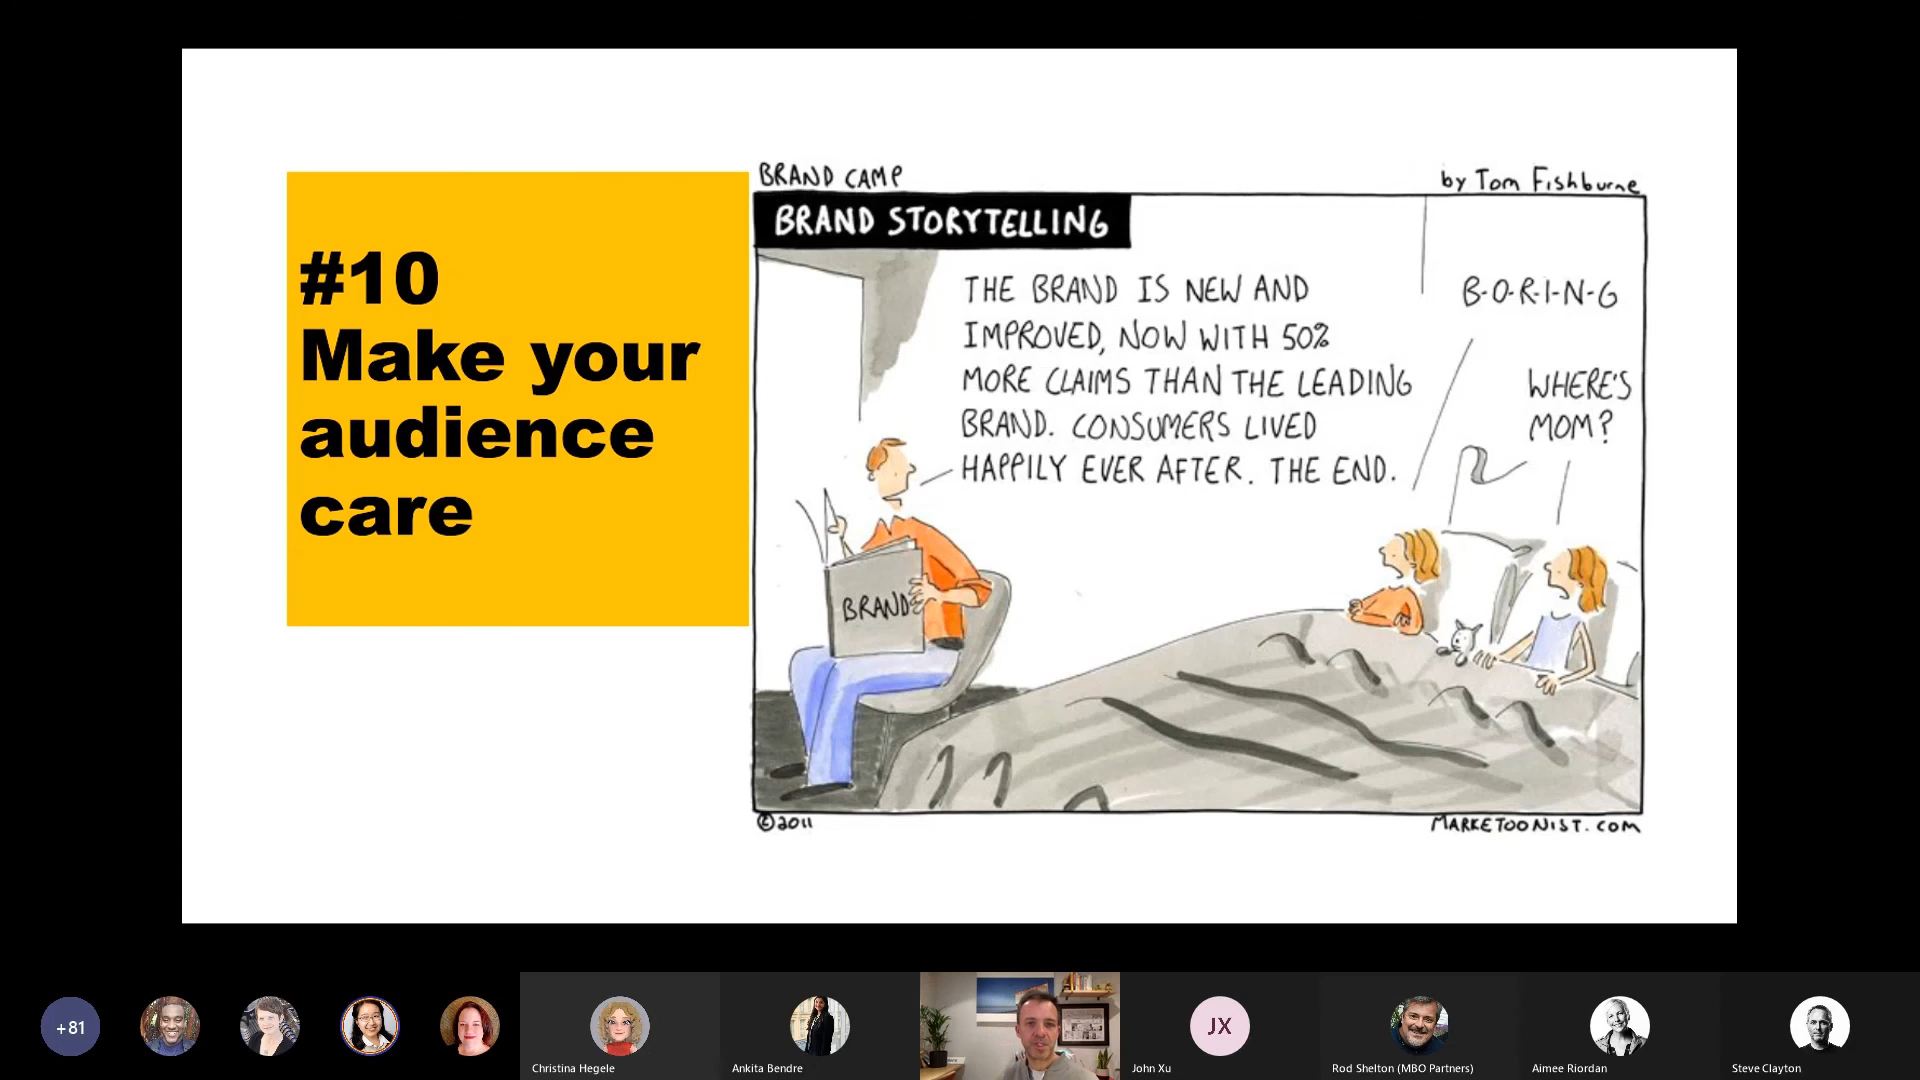 #10
Make your
audience
care
BRAND CAMP
by Tom Fishburne
BRAND STORYTELLING
THE BRAND IS NEW AND
IMPROVED, NOW WITH 50%
MORE CLAIMS THAN THE LEADING
BRAND. CONSUMERS LIVED
HAPPILY EVER AFTER. THE END.
B-O-R-I-N-G
WHERE'S
MOM?
BRAND
©2011
MARKETOONIST.COM
+81
Christina Hegele
Ankita Bendre
JX
John Xu
Rod Shelton (MBO Partners)
Aimee Riordan
Steve Clayton